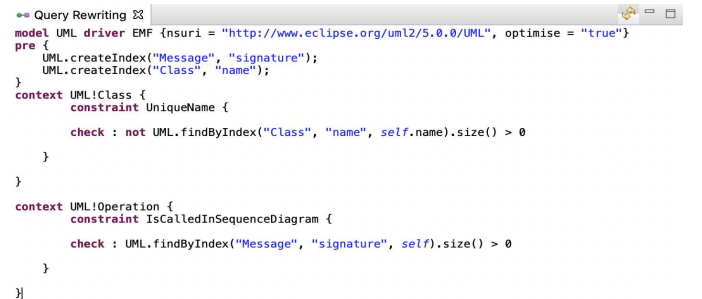 Query Rewriting
model UML driver EMF {nsuri = "http://www.eclipse.org/uml2/5.0.0/UML", optimise = "true"}
pre {
    UML.createIndex("Message", "signature");
    UML.createIndex("Class", "name");
}
context UML!Class {
        constraint UniqueName {
        check : not UML.findByIndex("Class", "name", self.name).size() > 0
    }
}
context UML!Operation {
        constraint IsCalledInSequenceDiagram {
        check : UML.findByIndex("Message", "signature", self).size() > 0
    }
}